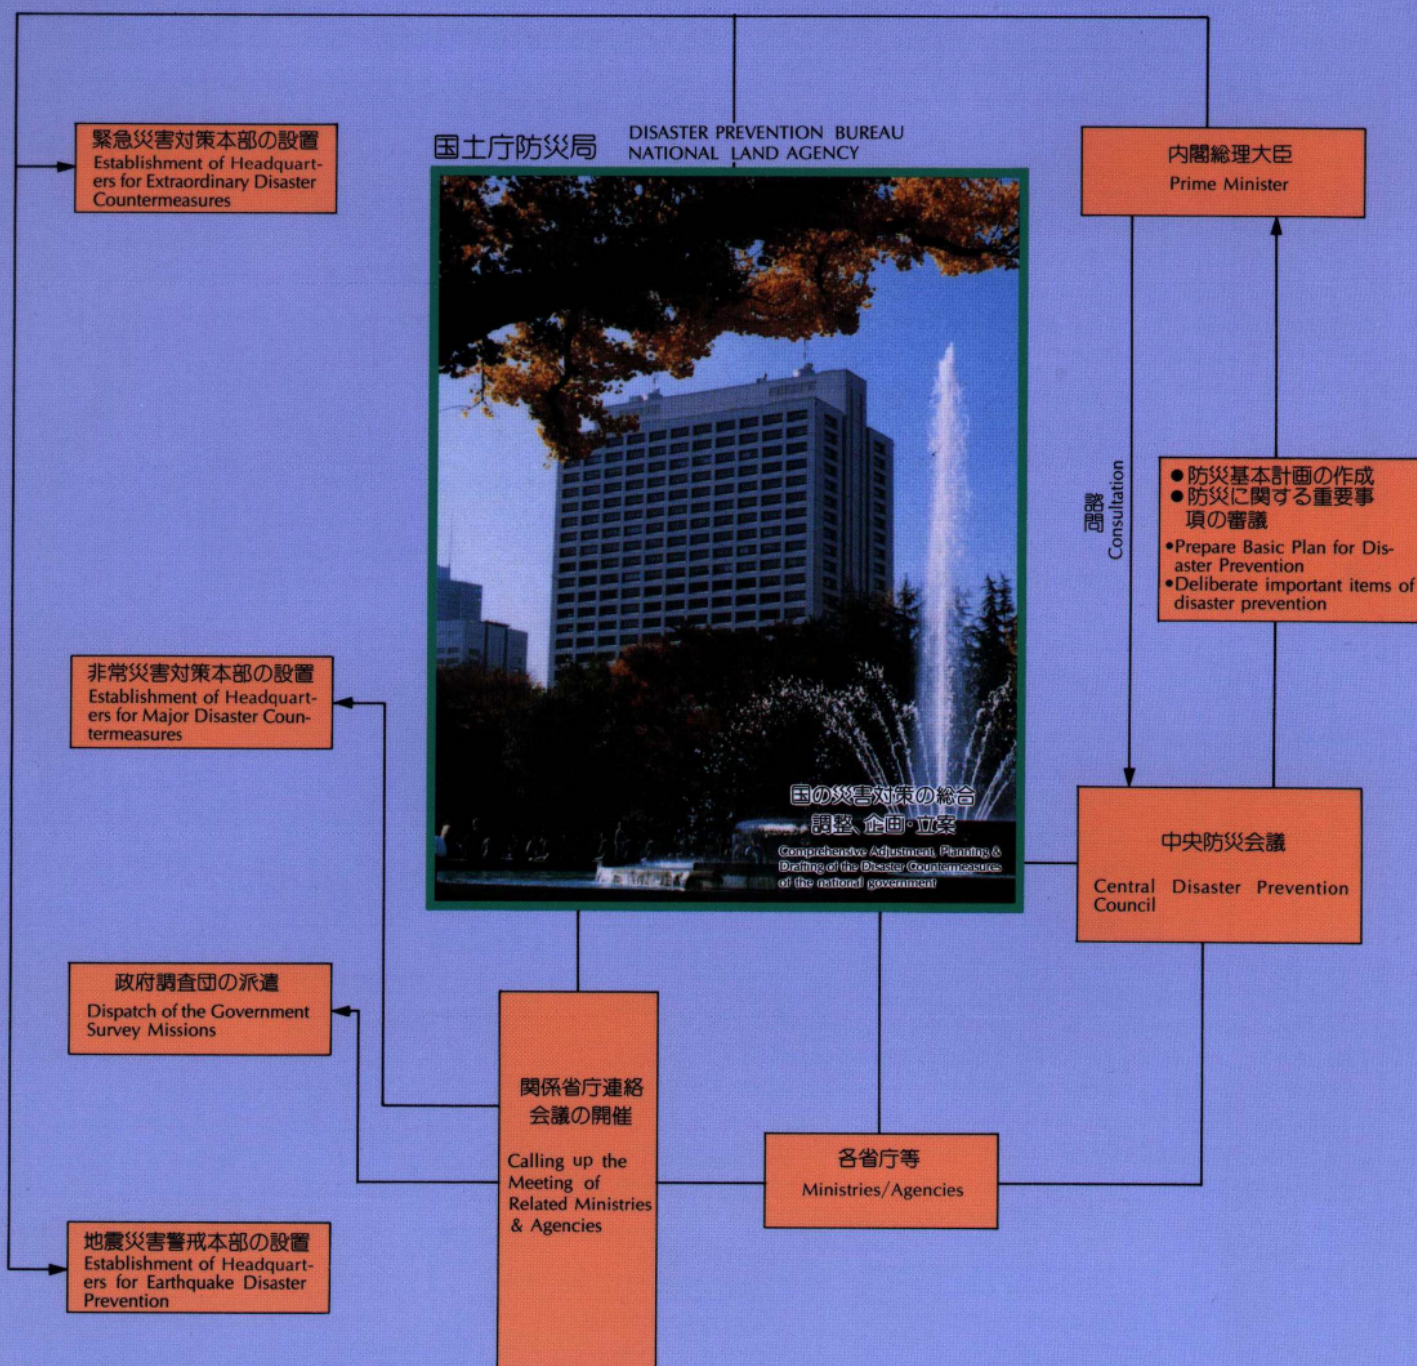 国土庁防災局
DISASTER PREVENTION BUREAU
NATIONAL LAND AGENCY
緊急災害対策本部の設置
Establishment of Headquart-
ers for Extraordinary Disaster
Countermeasures
内閣総理大臣
Prime Minister
諮問
Consultation
●防災基本計画の作成
●防災に関する重要事
項の審議
•Prepare Basic Plan for Dis-
aster Prevention
•Deliberate important items of
disaster prevention
非常災害対策本部の設置
Establishment of Headquart-
ers for Major Disaster Coun-
termeasures
国の災害対策の総合
調整、企画・立案
Comprehensive Adjustment, Planning &
Drafting of the Disaster Countermeasures
of the national government
中央防災会議
Central Disaster Prevention
Council
政府調査団の派遣
Dispatch of the Government
Survey Missions
関係省庁連絡
会議の開催
Calling up the
Meeting of
Related Ministries
& Agencies
各省庁等
Ministries/Agencies
地震災害警戒本部の設置
Establishment of Headquart-
ers for Earthquake Disaster
Prevention